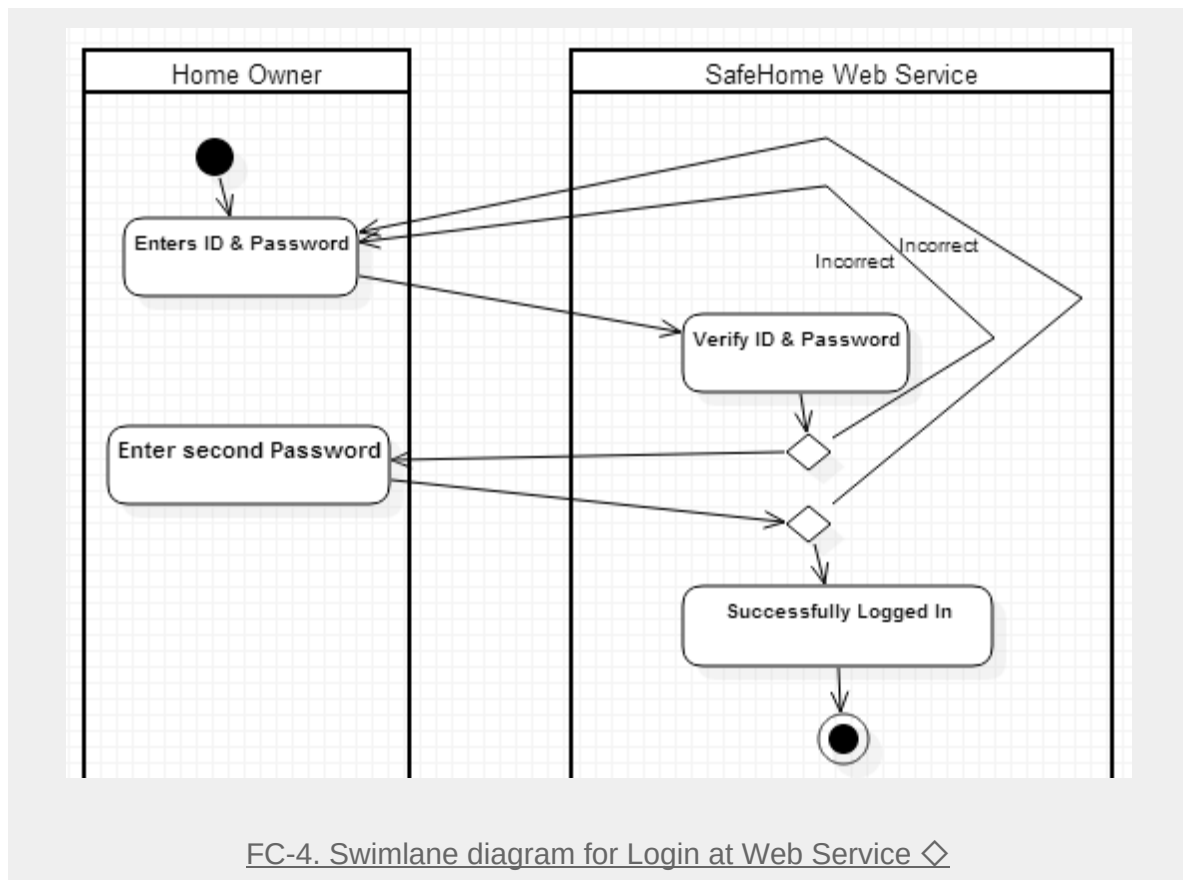 Home Owner
SafeHome Web Service
Enters ID & Password
Incorrect
Incorrect
Verify ID & Password
Enter second Password
Successfully Logged In
FC-4. Swimlane diagram for Login at Web Service ◇